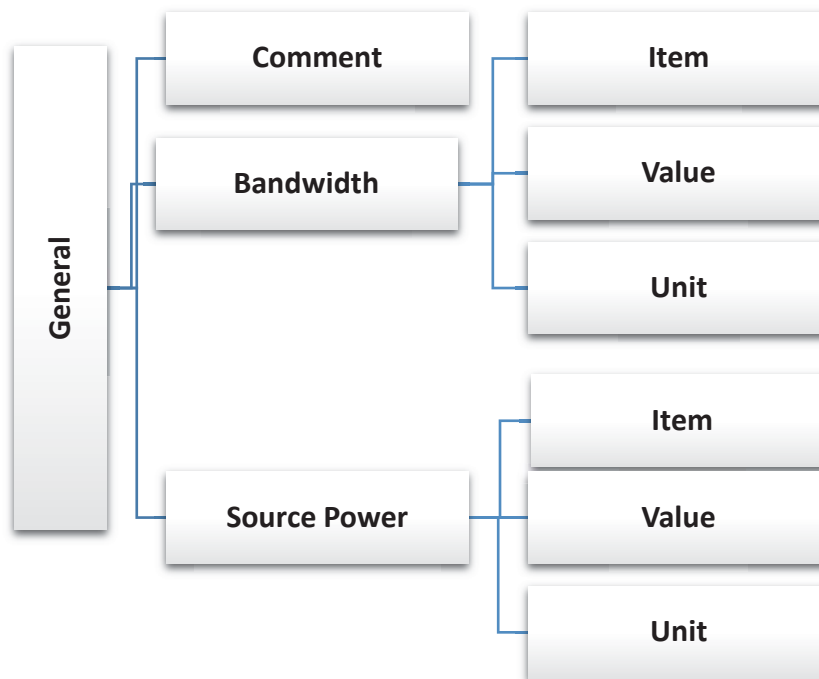 General
Comment
Bandwidth
Item
Value
Unit
Source Power
Item
Value
Unit